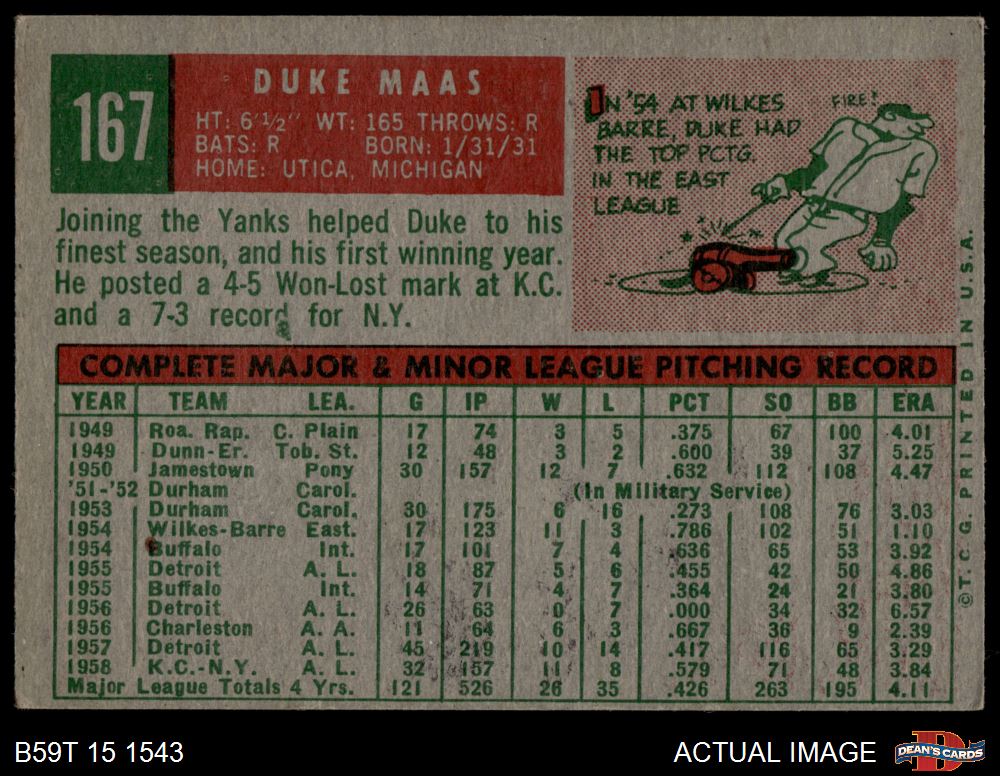 167
DUKE MAAS
HT: 6'1/2" WT: 165 THROWS: R
BATS: R BORN: 1/31/31
HOME: UTICA, MICHIGAN
IN '54 AT WILKES
BARRE, DUKE HAD
THE TOP PCTG.
IN THE EAST
LEAGUE
FIRE!
Joining the Yanks helped Duke to his
finest season, and his first winning year.
He posted a 4-5 Won-Lost mark at K.C.
and a 7-3 record for N.Y.
COMPLETE MAJOR & MINOR LEAGUE PITCHING RECORD
YEAR TEAM LEA. G IP W L PCT SO BB ERA
1949 Roa. Rap. C. Plain 17 74 3 5 .375 67 100 4.01
1949 Dunn-Er. Tob. St. 12 48 3 2 .600 39 37 5.25
1950 Jamestown Pony 30 157 12 7 .632 112 108 4.47
'51-'52 Durham Carol. (In Military Service)
1953 Durham Carol. 30 175 6 16 .273 108 76 3.03
1954 Wilkes-Barre East. 17 123 11 3 .786 102 51 1.10
1954 Buffalo Int. 17 101 7 4 .636 65 53 3.92
1955 Detroit A. L. 18 87 5 6 .455 42 50 4.86
1955 Buffalo Int. 14 71 4 7 .364 24 21 3.80
1956 Detroit A. L. 26 63 0 7 .000 34 32 6.57
1956 Charleston A. A. 11 64 6 3 .667 36 9 2.39
1957 Detroit A. L. 45 219 10 14 .417 116 65 3.29
1958 K.C.-N.Y. A. L. 32 157 11 8 .579 71 48 3.84
Major League Totals 4 Yrs. 121 526 26 35 .426 263 195 4.11
©T. C. G. PRINTED IN U.S.A.
B59T 15 1543
ACTUAL IMAGE
D
DEAN'S CARDS